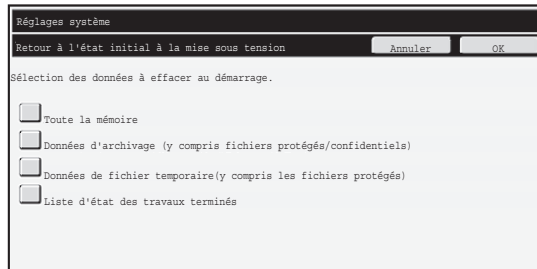 Réglages système
Retour à l'état initial à la mise sous tension Annuler OK
Sélection des données à effacer au démarrage.
Toute la mémoire
Données d'archivage (y compris fichiers protégés/confidentiels)
Données de fichier temporaire(y compris les fichiers protégés)
Liste d'état des travaux terminés